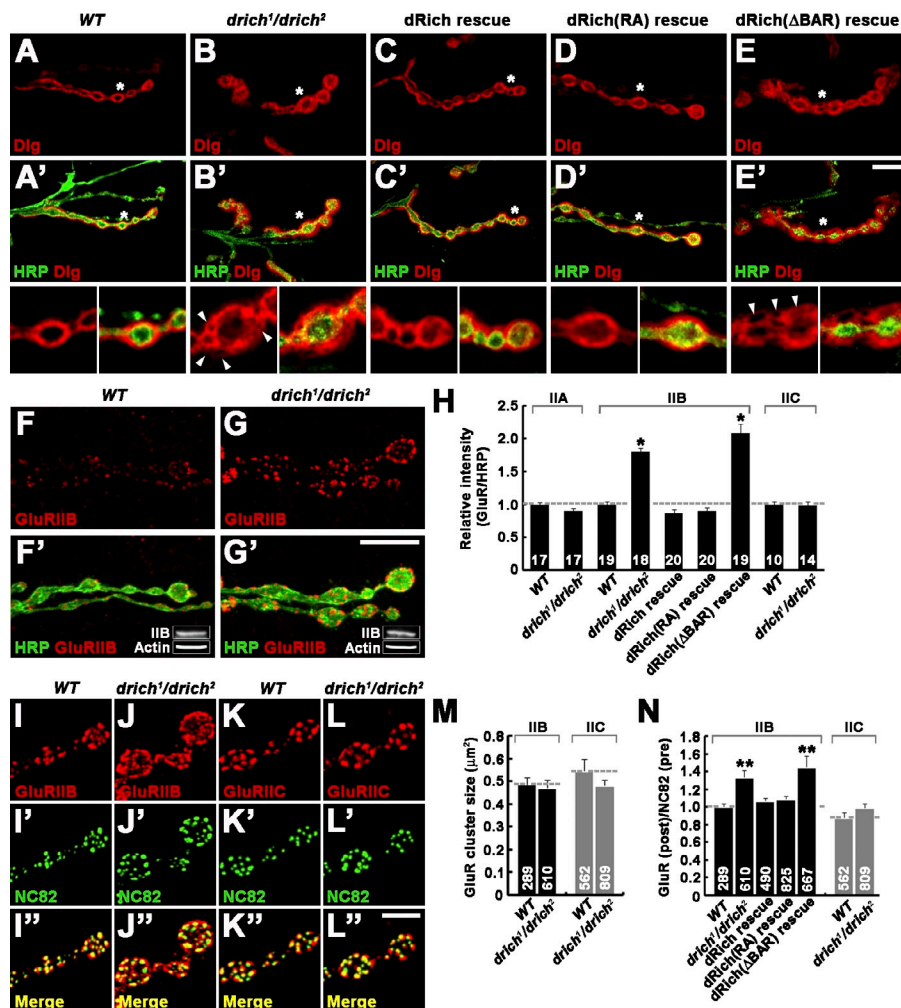 WT drich¹/drich² dRich rescue dRich(RA) rescue dRich(ΔBAR) rescue
A B C D E
* * * * *
Dlg Dlg Dlg Dlg Dlg
A' B' C' D' E'
* * * * *
HRP Dlg HRP Dlg HRP Dlg HRP Dlg HRP Dlg
WT drich¹/drich²
F G
GluRIIB GluRIIB
F' G'
IIB IIB
HRP GluRIIB Actin HRP GluRIIB Actin
H
IIA IIB IIC
Relative intensity
(GluR/HRP)
2.5
2.0
1.5
1.0
0.5
0
* *
17 17 19 18 20 20 19 10 14
WT drich¹/drich² WT drich¹/drich² dRich rescue dRich(RA) rescue dRich(ΔBAR) rescue WT drich¹/drich²
WT drich¹/drich² WT drich¹/drich²
I J K L
GluRIIB GluRIIB GluRIIC GluRIIC
I' J' K' L'
NC82 NC82 NC82 NC82
I" J" K" L"
Merge Merge Merge Merge
M
IIB IIC
GluR cluster size (μm²)
0.8
0.7
0.6
0.5
0.4
0.3
0.2
0.1
0
289 610 562 809
WT drich¹/drich² WT drich¹/drich²
N
IIB IIC
GluR (post)/NC82 (pre)
1.8
1.6
1.4
1.2
1.0
0.8
0.6
0.4
0.2
0
** **
289 610 490 825 667 562 809
WT drich¹/drich² dRich rescue dRich(RA) rescue dRich(ΔBAR) rescue WT drich¹/drich²